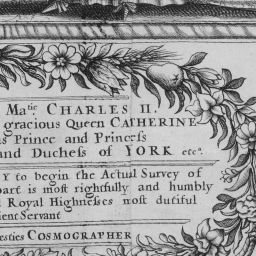 Ma.tie CHARLES II.
gracious Queen CATHERINE
Prince and Princeſs
and Ducheſs of YORK etca.
Y to begin the Actual Survey of
part is moſt rightfully and humbly
Royal Highneſses moſt dutiful
ient Servant
esties COSMOGRAPHER